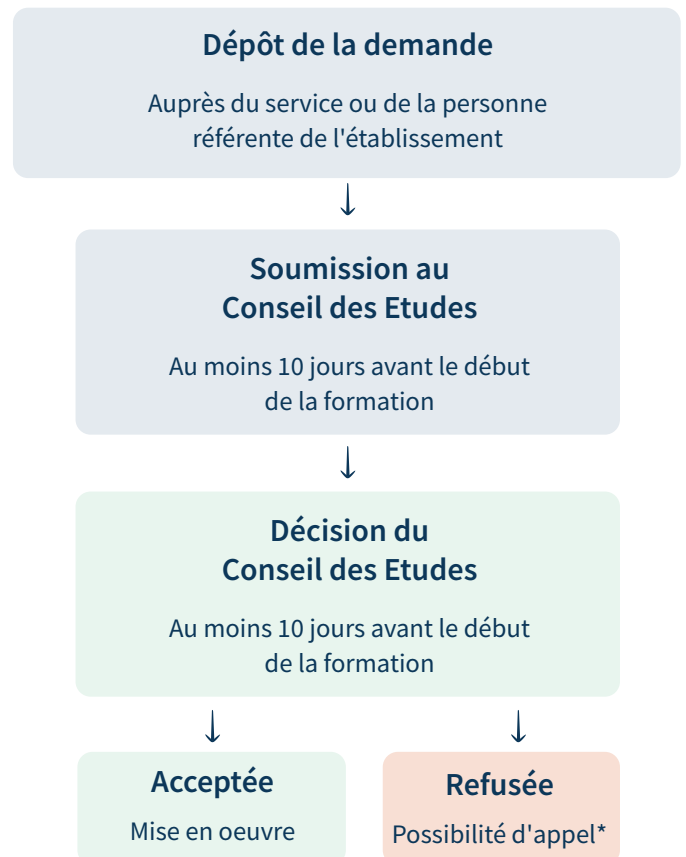 Dépôt de la demande
Auprès du service ou de la personne
référente de l'établissement
Soumission au
Conseil des Etudes
Au moins 10 jours avant le début
de la formation
Décision du
Conseil des Etudes
Au moins 10 jours avant le début
de la formation
Acceptée
Mise en oeuvre
Refusée
Possibilité d'appel*